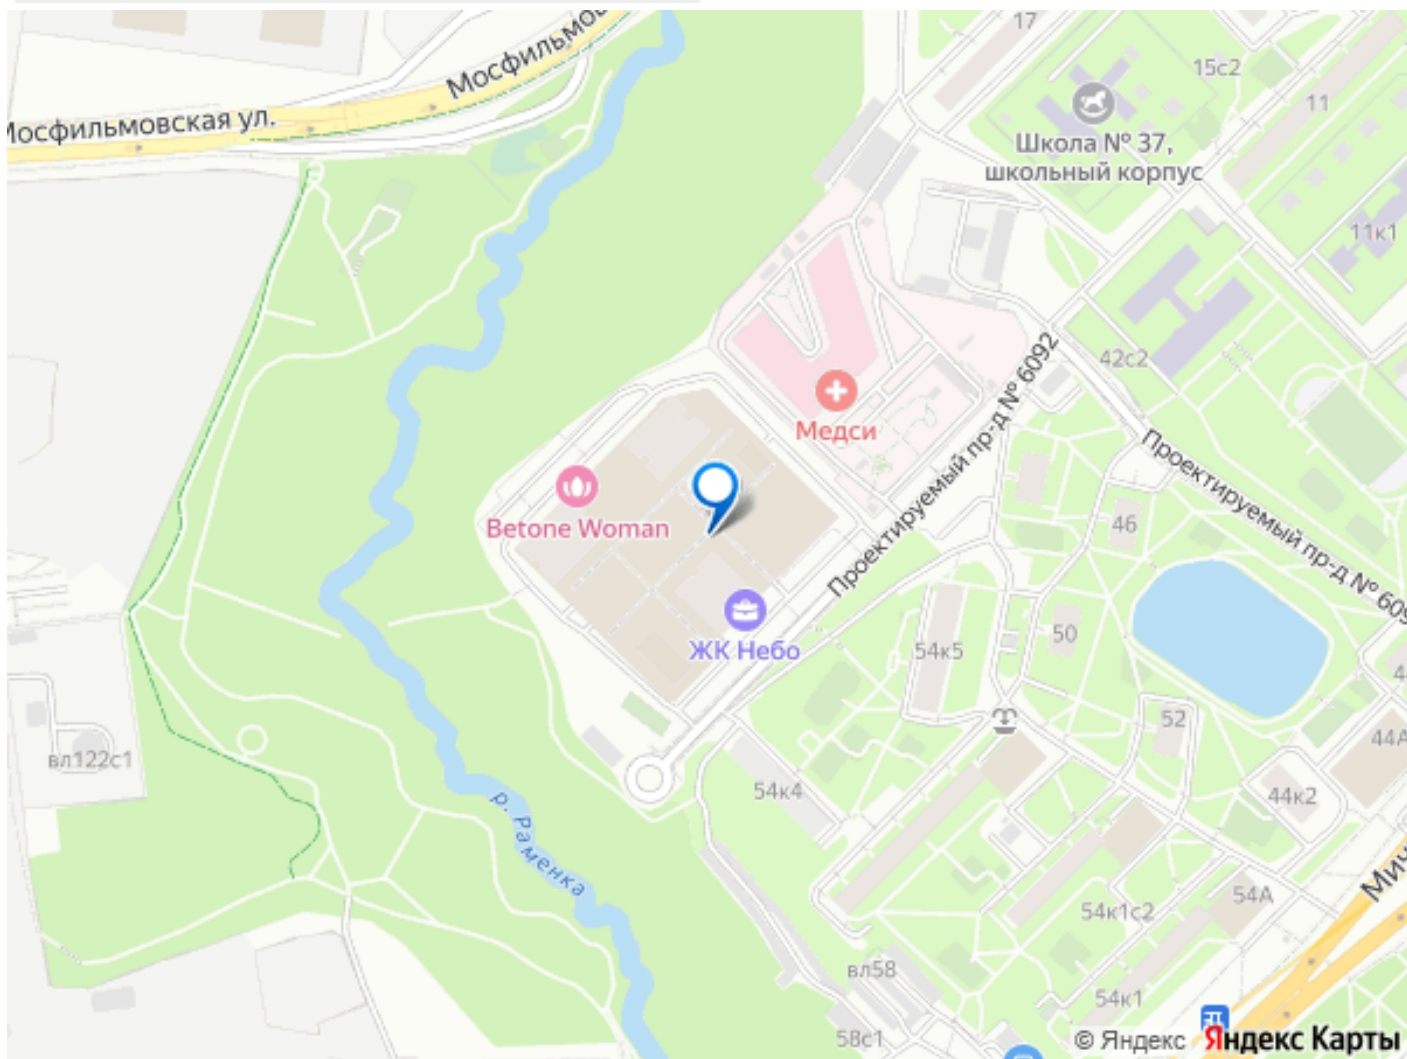 17
15с2
11
Мосфильмо
Мосфильмовская ул.
Школа № 37,
школьный корпус
11к1
42с2
Проектируемый пр-д № 6092
Медси
Проектируемый пр-д № 609
Betone Woman
46
ЖК Небо
54к5
50
52
44А
вл122с1
54к4
44к2
р. Раменка
Мич
54А
54к1с2
вл58
54к1
58с1
© Яндекс Яндекс Карты